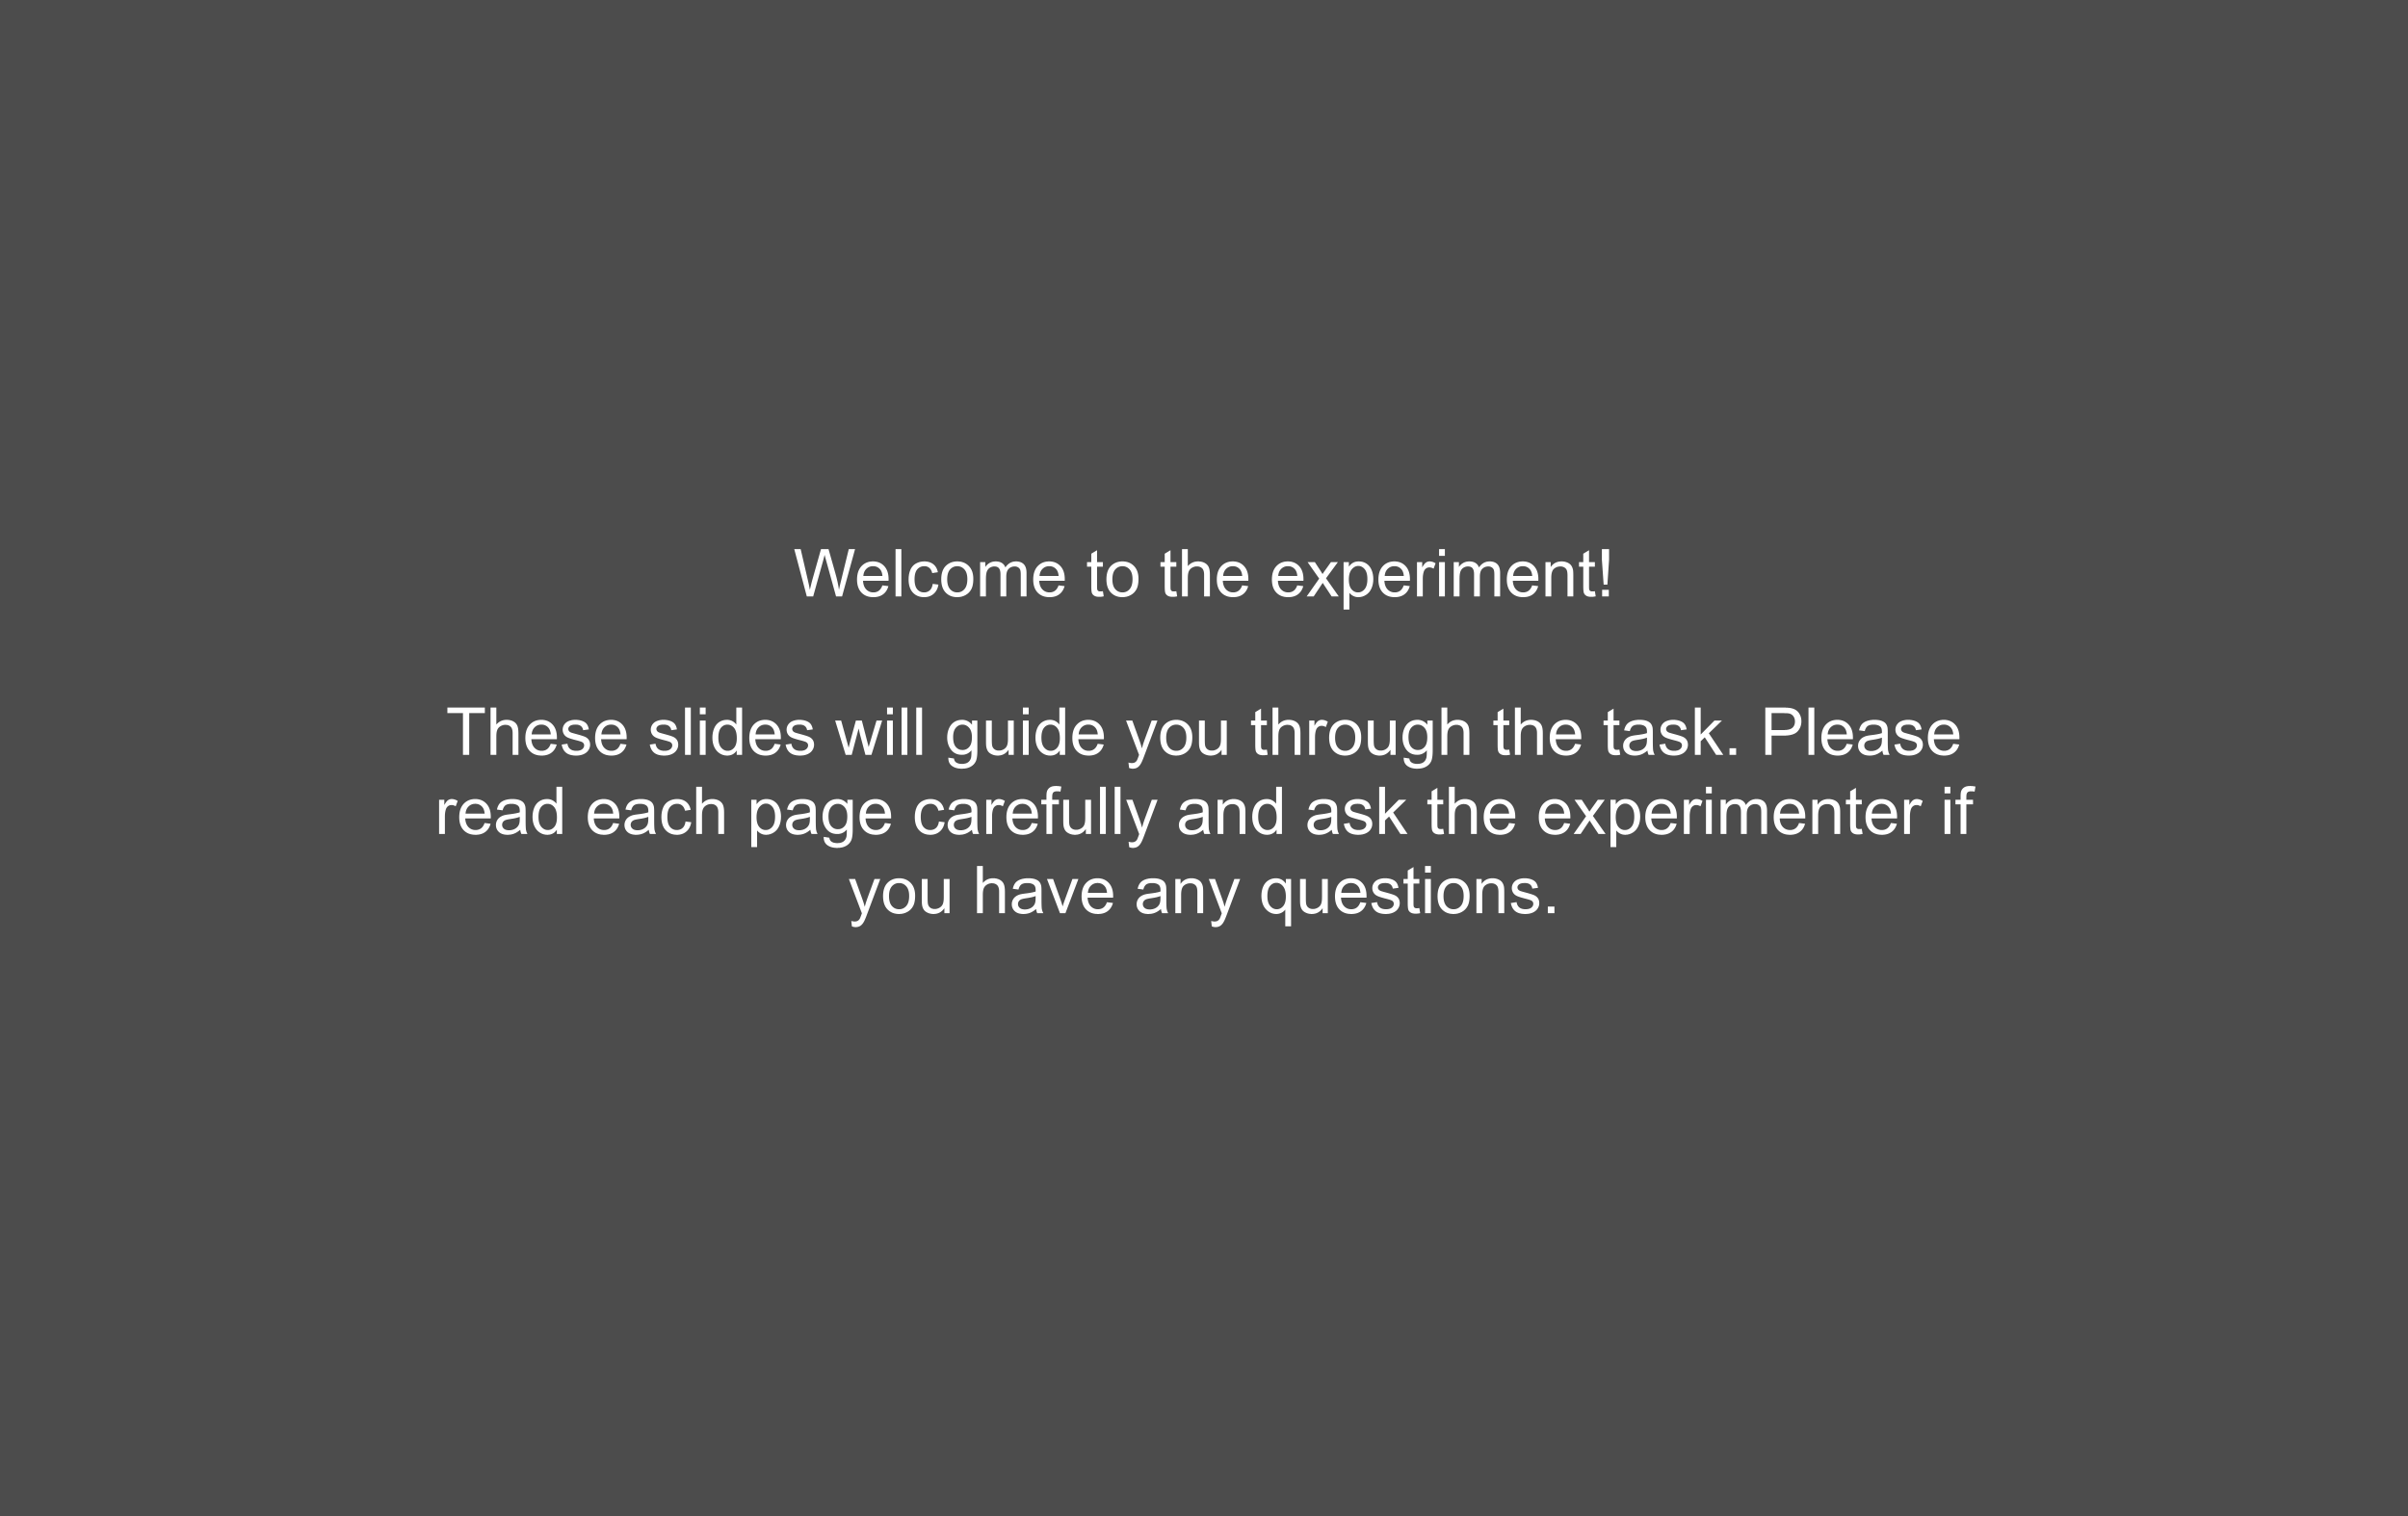 Welcome to the experiment!
These slides will guide you through the task. Please
read each page carefully and ask the experimenter if
you have any questions.